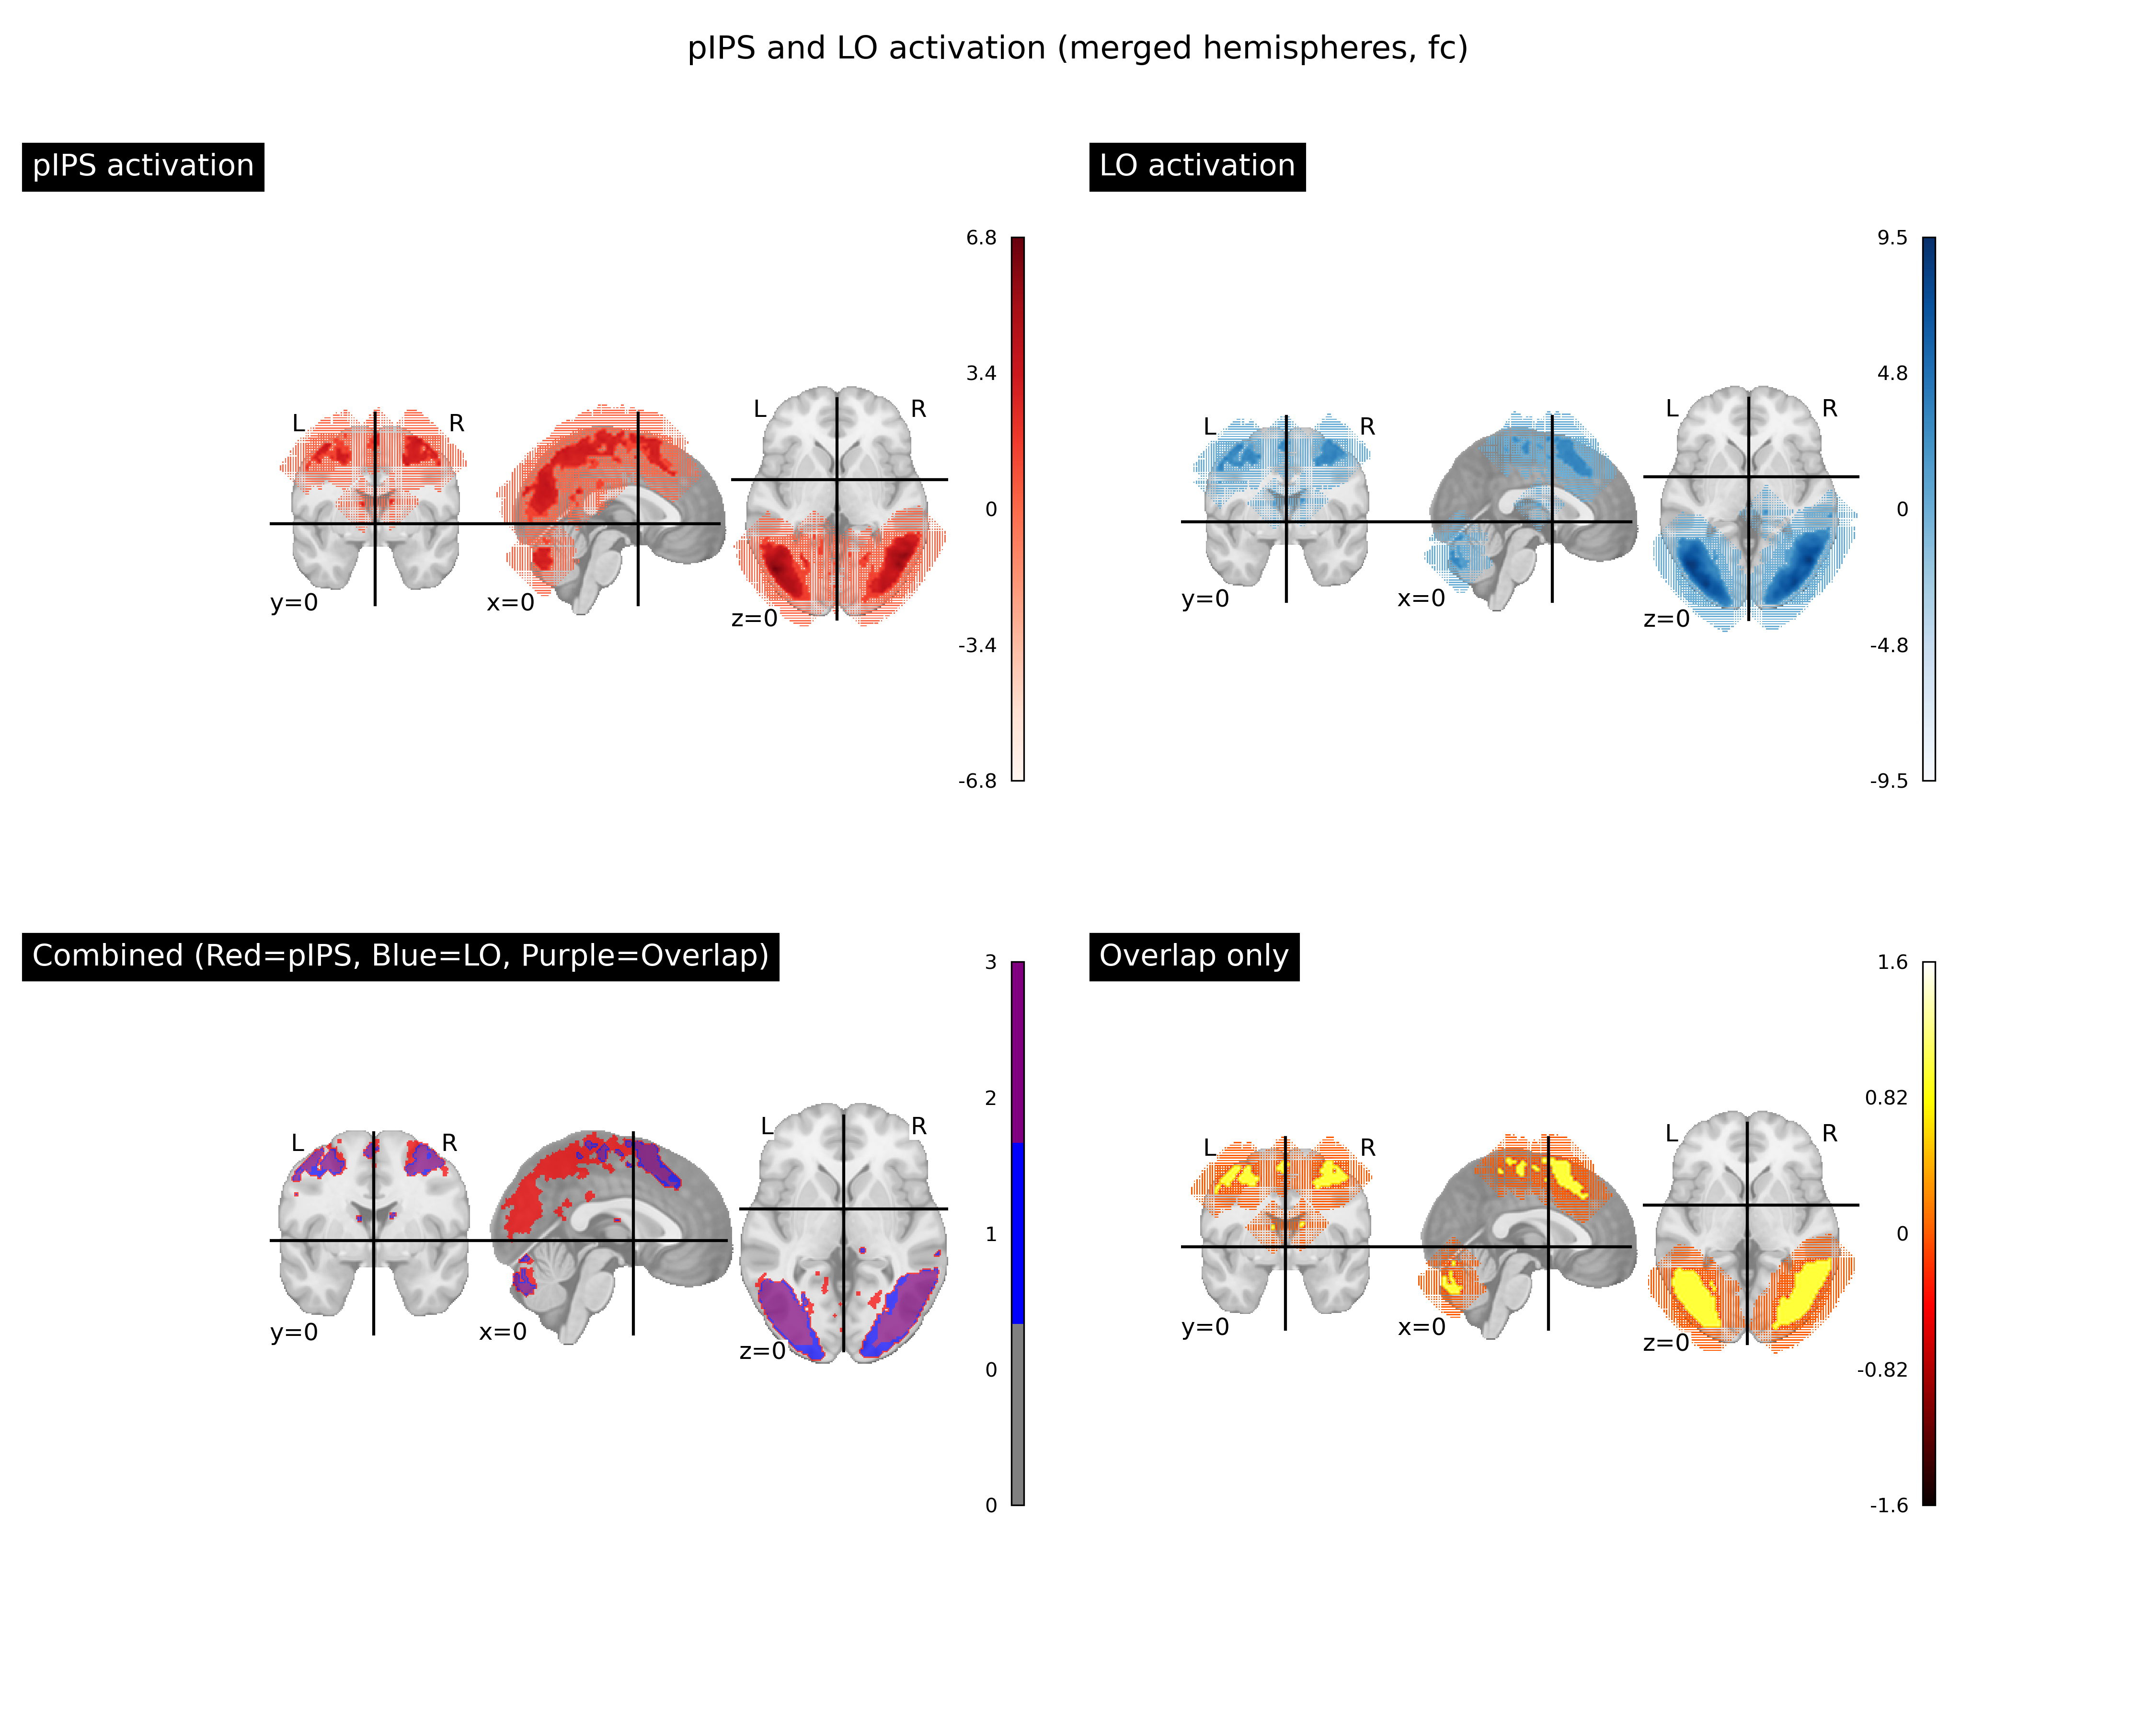 pIPS and LO activation (merged hemispheres, fc)
pIPS activation
6.8
3.4
0
-3.4
-6.8
L R
y=0
x=0
L R
z=0
LO activation
9.5
4.8
0
-4.8
-9.5
L R
y=0
x=0
L R
z=0
Combined (Red=pIPS, Blue=LO, Purple=Overlap)
3
2
1
0
0
L R
y=0
x=0
L R
z=0
Overlap only
1.6
0.82
0
-0.82
-1.6
L R
y=0
x=0
L R
z=0